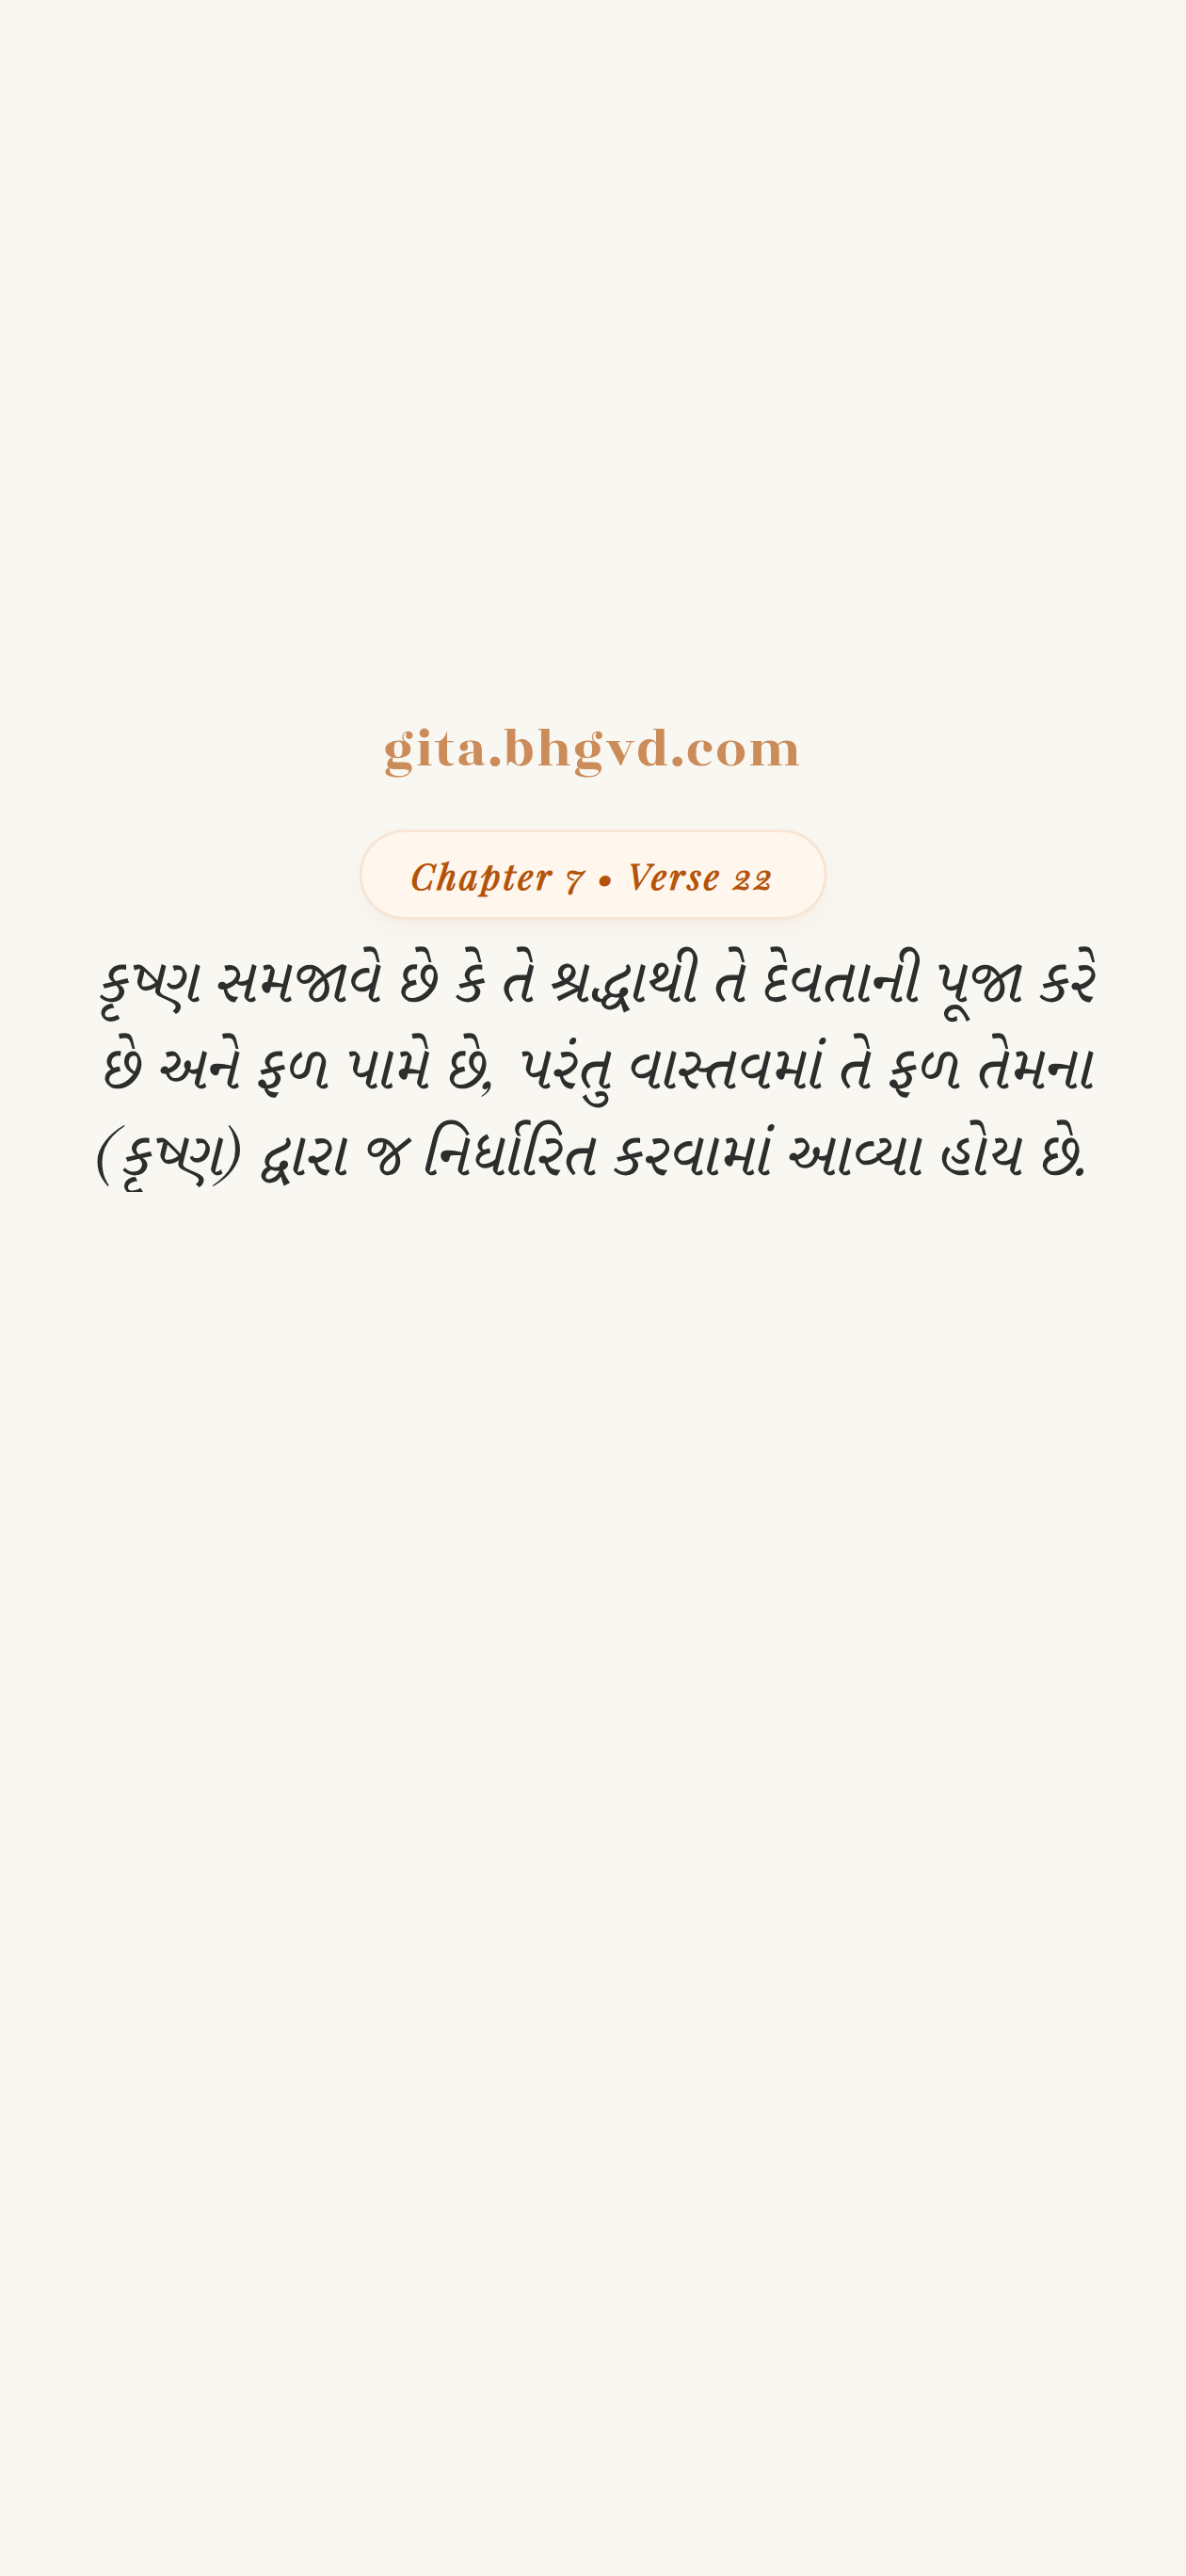 gita.bhgvd.com
Chapter 7 • Verse 22
કૃષ્ણ સમજાવે છે કે તે શ્રદ્ધાથી તે દેવતાની પૂજા કરે
છે અને ફળ પામે છે, પરંતુ વાસ્તવમાં તે ફળ તેમના
(કૃષ્ણ) દ્વારા જ નિર્ધારિત કરવામાં આવ્યા હોય છે.